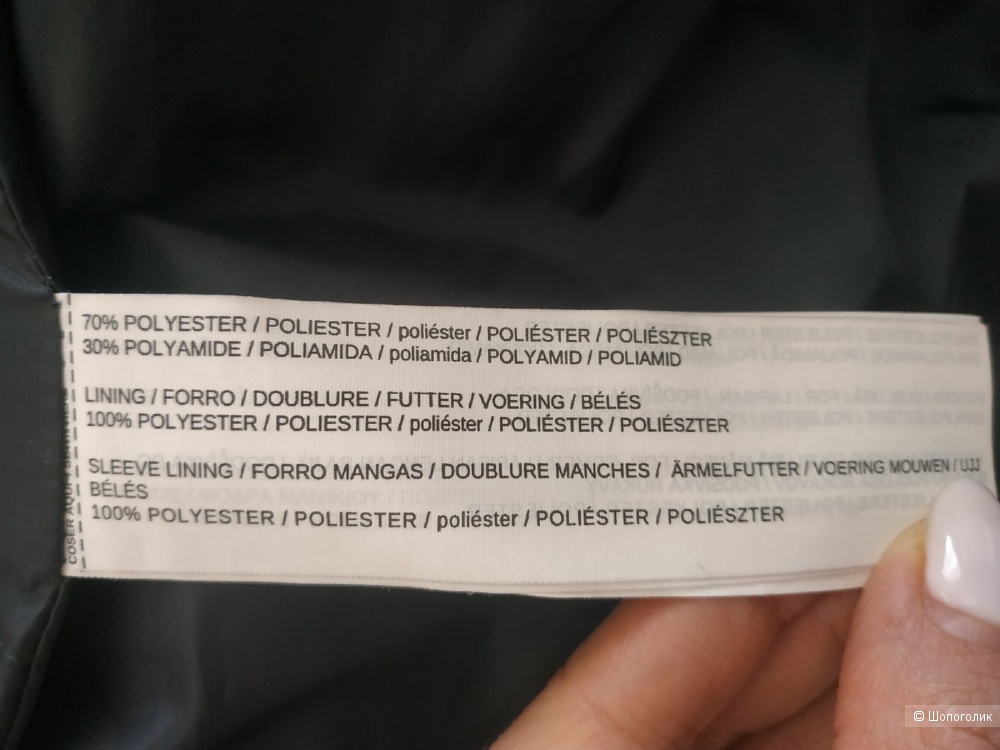 70% POLYESTER / POLIESTER / poliéster / POLIÉSTER / POLIÉSZTER
30% POLYAMIDE / POLIAMIDA / poliamida / POLYAMID / POLIAMID
LINING / FORRO / DOUBLURE / FUTTER / VOERING / BÉLÉS
100% POLYESTER / POLIESTER / poliéster / POLIÉSTER / POLIÉSZTER
SLEEVE LINING / FORRO MANGAS / DOUBLURE MANCHES / ÄRMELFUTTER / VOERING MOUWEN / UJJ
BÉLÉS
100% POLYESTER / POLIESTER / poliéster / POLIÉSTER / POLIÉSZTER
COSER AQUI
© Шопоголик